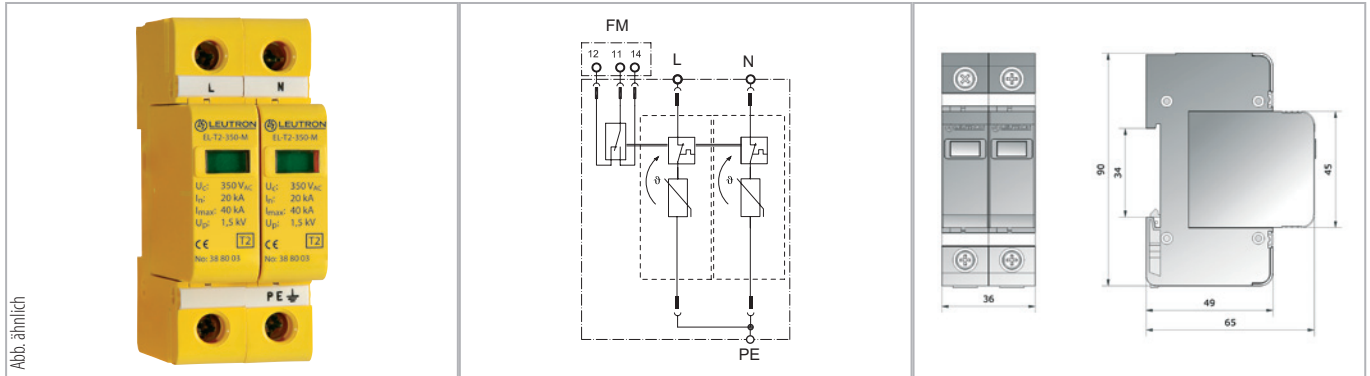 Abb. ähnlich
L N
LEUTRON LEUTRON
EL-T2-350-M EL-T2-350-M
Uc: 350 VAC Uc: 350 VAC
In: 20 kA In: 20 kA
Imax: 40 kA Imax: 40 kA
Up: 1,5 kV Up: 1,5 kV
CE T2 CE T2
No: 38 80 03 No: 38 80 03
PE
FM
12 11 14
L N
ϑ ϑ
PE
LEUTRON LEUTRON
36
90
34
45
49
65